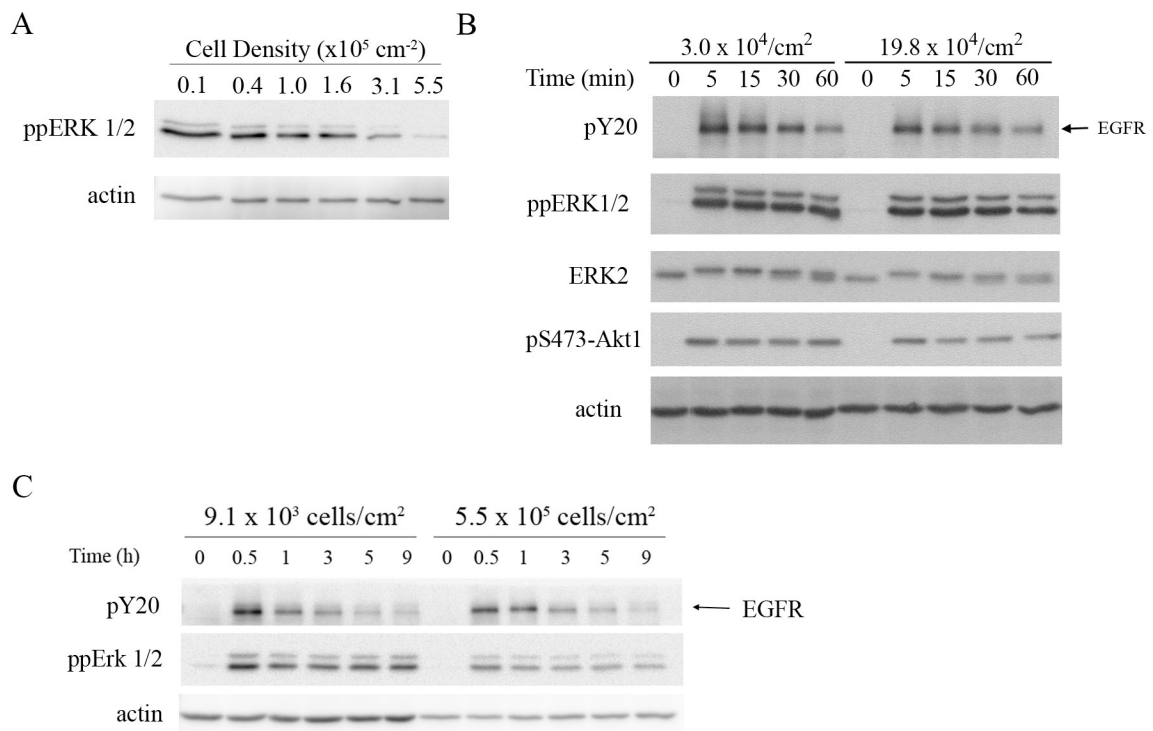 A
Cell Density (x10⁵ cm⁻²)
0.1 0.4 1.0 1.6 3.1 5.5
ppERK 1/2
actin
B
3.0 x 10⁴/cm² 19.8 x 10⁴/cm²
Time (min) 0 5 15 30 60 0 5 15 30 60
pY20 EGFR
ppERK1/2
ERK2
pS473-Akt1
actin
C
9.1 x 10³ cells/cm² 5.5 x 10⁵ cells/cm²
Time (h) 0 0.5 1 3 5 9 0 0.5 1 3 5 9
pY20 EGFR
ppErk 1/2
actin